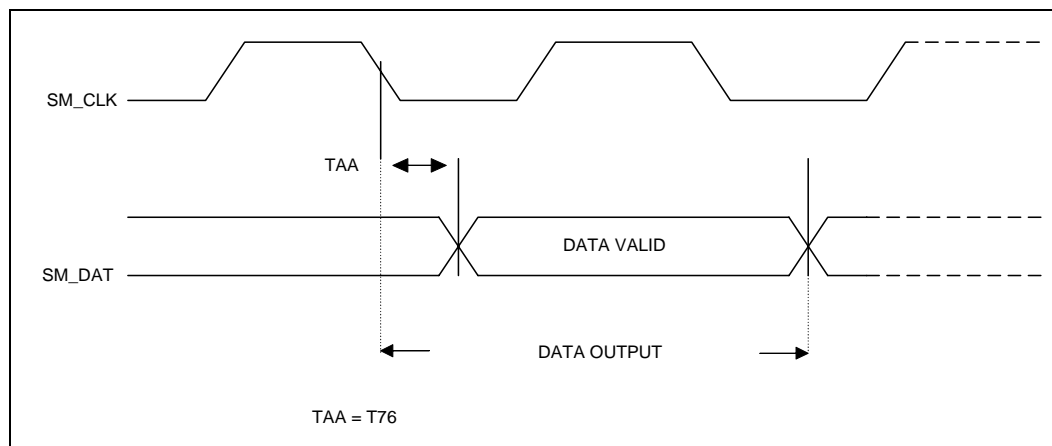 SM_CLK
TAA
DATA VALID
SM_DAT
DATA OUTPUT
TAA = T76